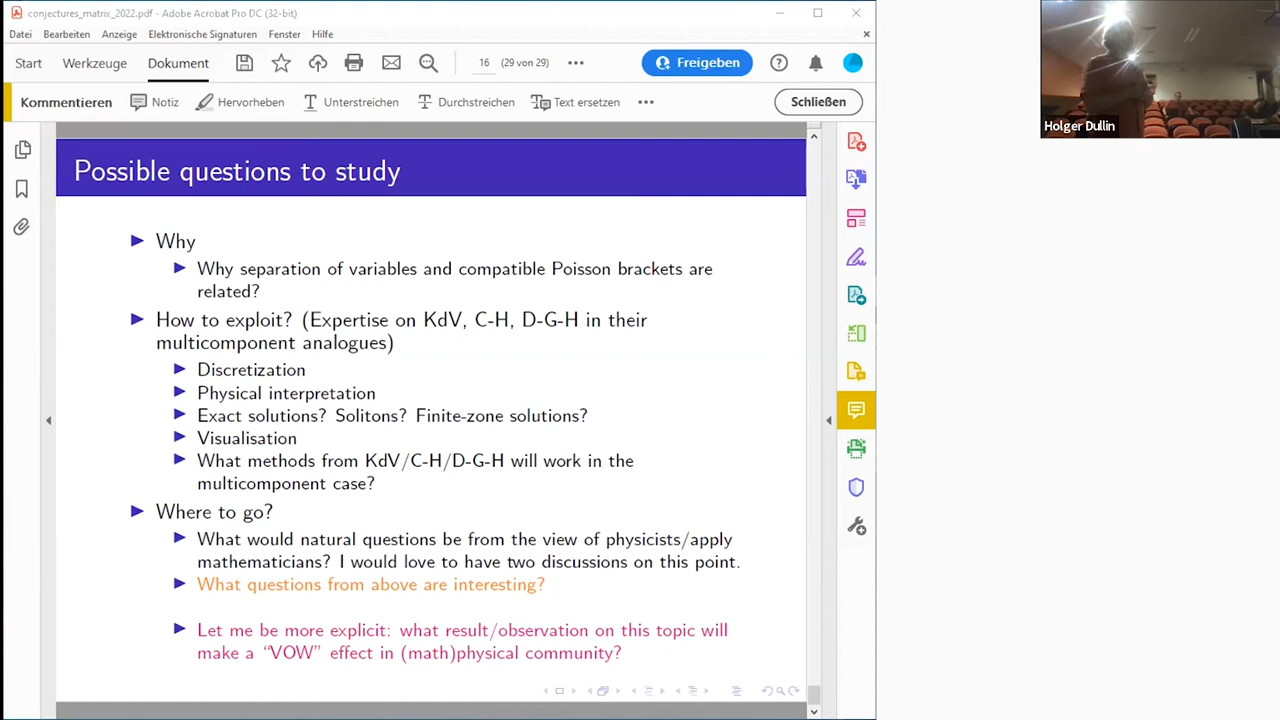 conjectures_matrix_2022.pdf - Adobe Acrobat Pro DC (32-bit)
Datei Bearbeiten Anzeige Elektronische Signaturen Fenster Hilfe
Start Werkzeuge Dokument 16 (29 von 29) Freigeben
Kommentieren Notiz Hervorheben Unterstreichen Durchstreichen Text ersetzen Schließen
Holger Dullin
Possible questions to study
Why
Why separation of variables and compatible Poisson brackets are
related?
How to exploit? (Expertise on KdV, C-H, D-G-H in their
multicomponent analogues)
Discretization
Physical interpretation
Exact solutions? Solitons? Finite-zone solutions?
Visualisation
What methods from KdV/C-H/D-G-H will work in the
multicomponent case?
Where to go?
What would natural questions be from the view of physicists/apply
mathematicians? I would love to have two discussions on this point.
What questions from above are interesting?
Let me be more explicit: what result/observation on this topic will
make a “VOW” effect in (math)physical community?